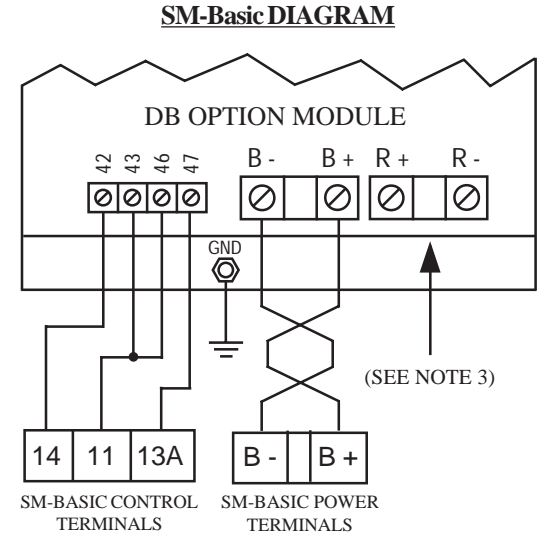 SM-Basic DIAGRAM
DB OPTION MODULE
42 43 46 47
B - B + R + R -
GND
(SEE NOTE 3)
14 11 13A
B - B +
SM-BASIC CONTROL TERMINALS
SM-BASIC POWER TERMINALS